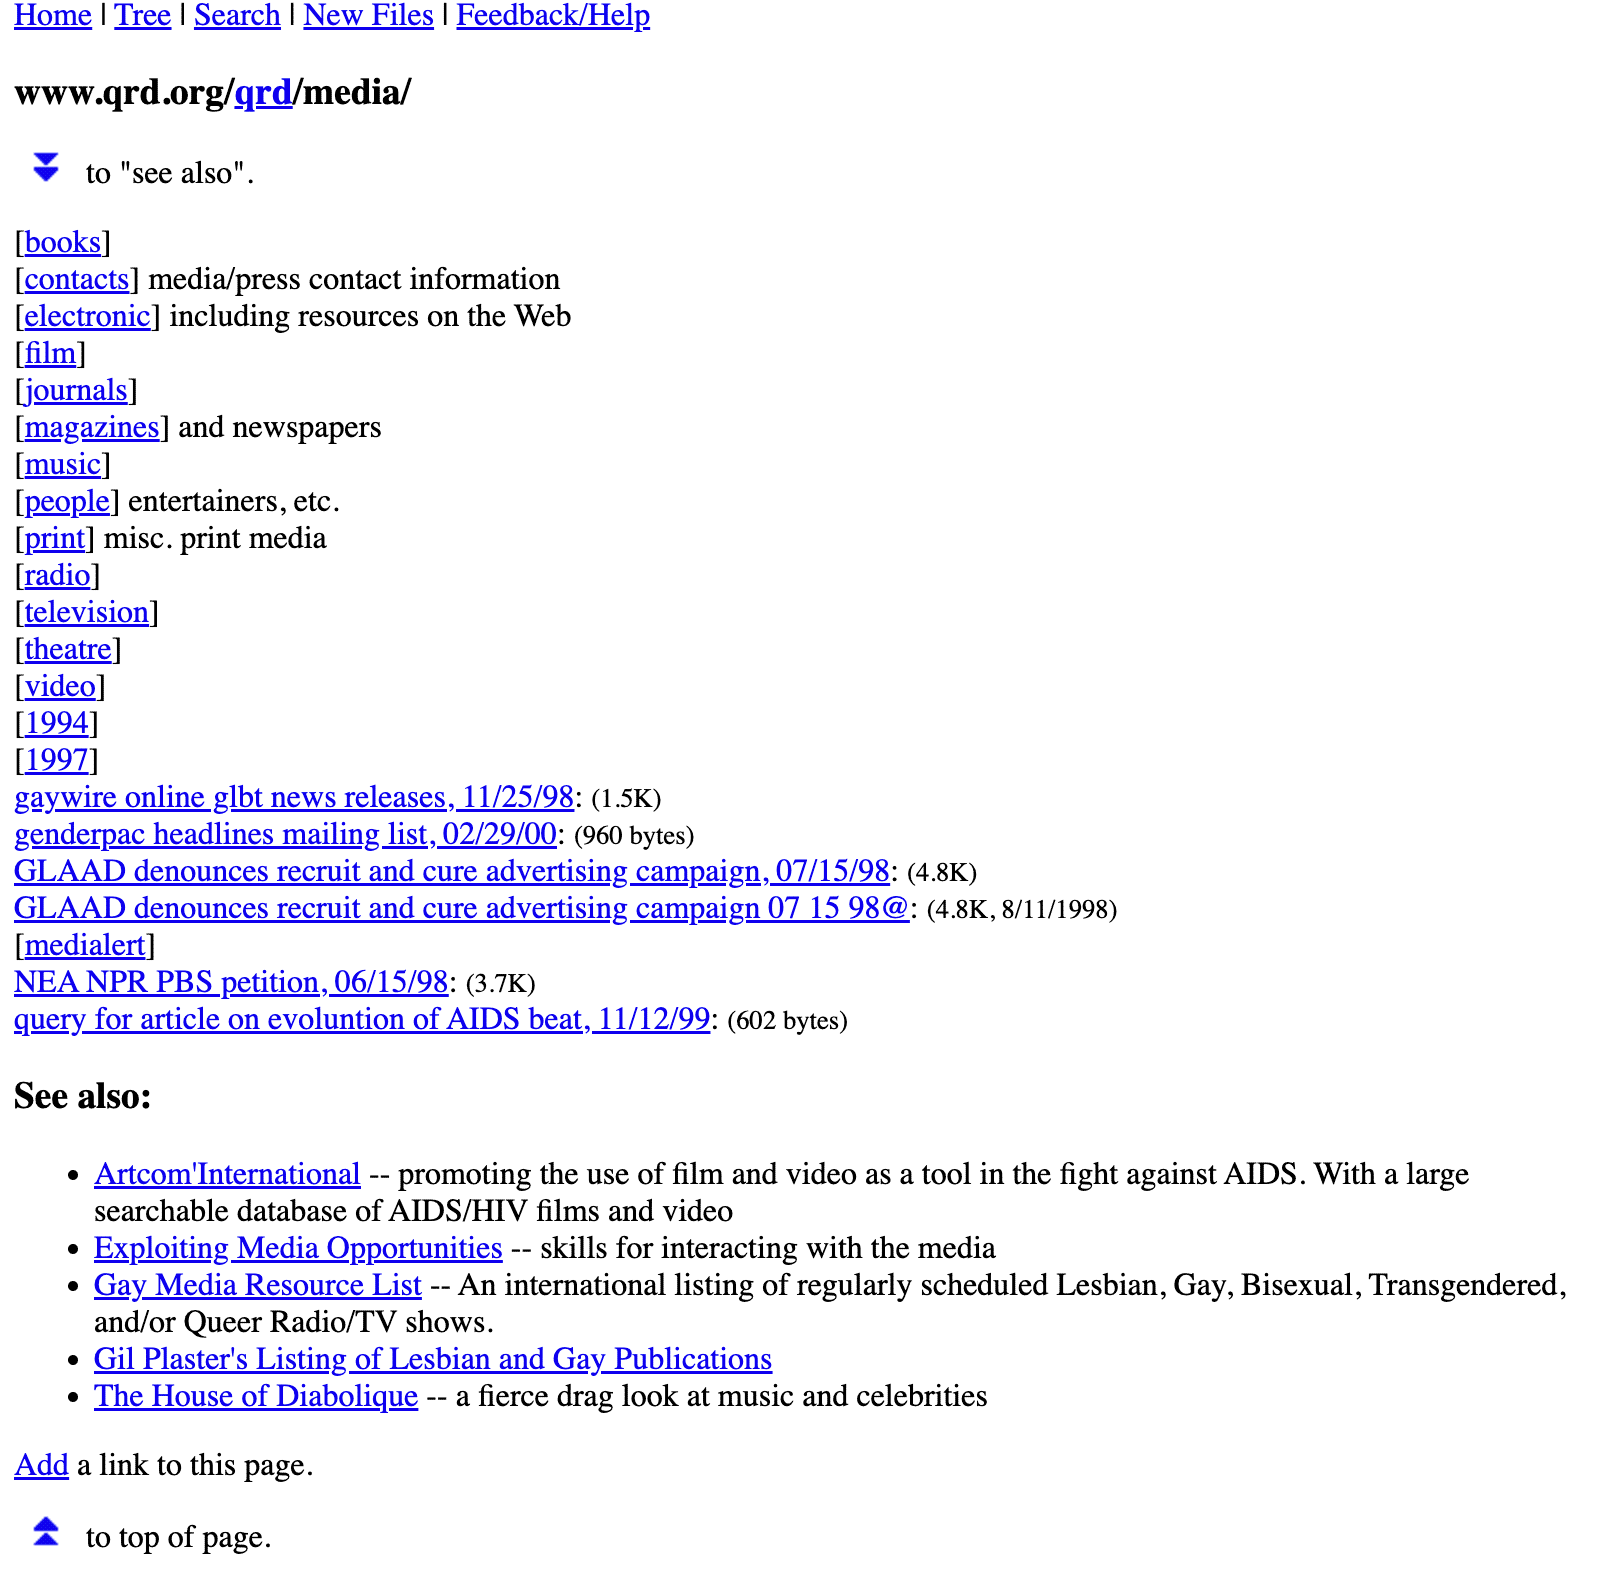 Home | Tree | Search | New Files | Feedback/Help
www.qrd.org/qrd/media/
to "see also".
[books]
[contacts] media/press contact information
[electronic] including resources on the Web
[film]
[journals]
[magazines] and newspapers
[music]
[people] entertainers, etc.
[print] misc. print media
[radio]
[television]
[theatre]
[video]
[1994]
[1997]
gaywire online glbt news releases, 11/25/98: (1.5K)
genderpac headlines mailing list, 02/29/00: (960 bytes)
GLAAD denounces recruit and cure advertising campaign, 07/15/98: (4.8K)
GLAAD denounces recruit and cure advertising campaign 07 15 98@: (4.8K, 8/11/1998)
[medialert]
NEA NPR PBS petition, 06/15/98: (3.7K)
query for article on evoluntion of AIDS beat, 11/12/99: (602 bytes)
See also:
• Artcom'International -- promoting the use of film and video as a tool in the fight against AIDS. With a large
searchable database of AIDS/HIV films and video
• Exploiting Media Opportunities -- skills for interacting with the media
• Gay Media Resource List -- An international listing of regularly scheduled Lesbian, Gay, Bisexual, Transgendered,
and/or Queer Radio/TV shows.
• Gil Plaster's Listing of Lesbian and Gay Publications
• The House of Diabolique -- a fierce drag look at music and celebrities
Add a link to this page.
to top of page.